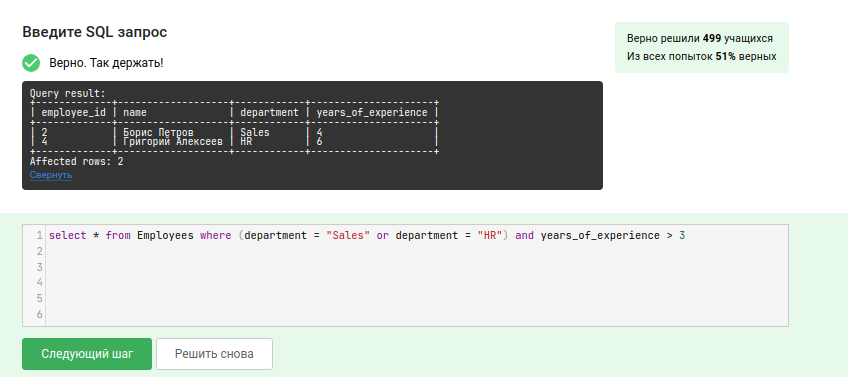 Введите SQL запрос
Верно решили 499 учащихся
Из всех попыток 51% верных
Верно. Так держать!
Query result:
+-------------+-------------------+------------+---------------------+
| employee_id | name              | department | years_of_experience |
+-------------+-------------------+------------+---------------------+
| 2           | Борис Петров      | Sales      | 4                   |
| 4           | Григорий Алексеев | HR         | 6                   |
+-------------+-------------------+------------+---------------------+
Affected rows: 2
Свернуть
1 select * from Employees where (department = "Sales" or department = "HR") and years_of_experience > 3
2
3
4
5
6
Следующий шаг
Решить снова